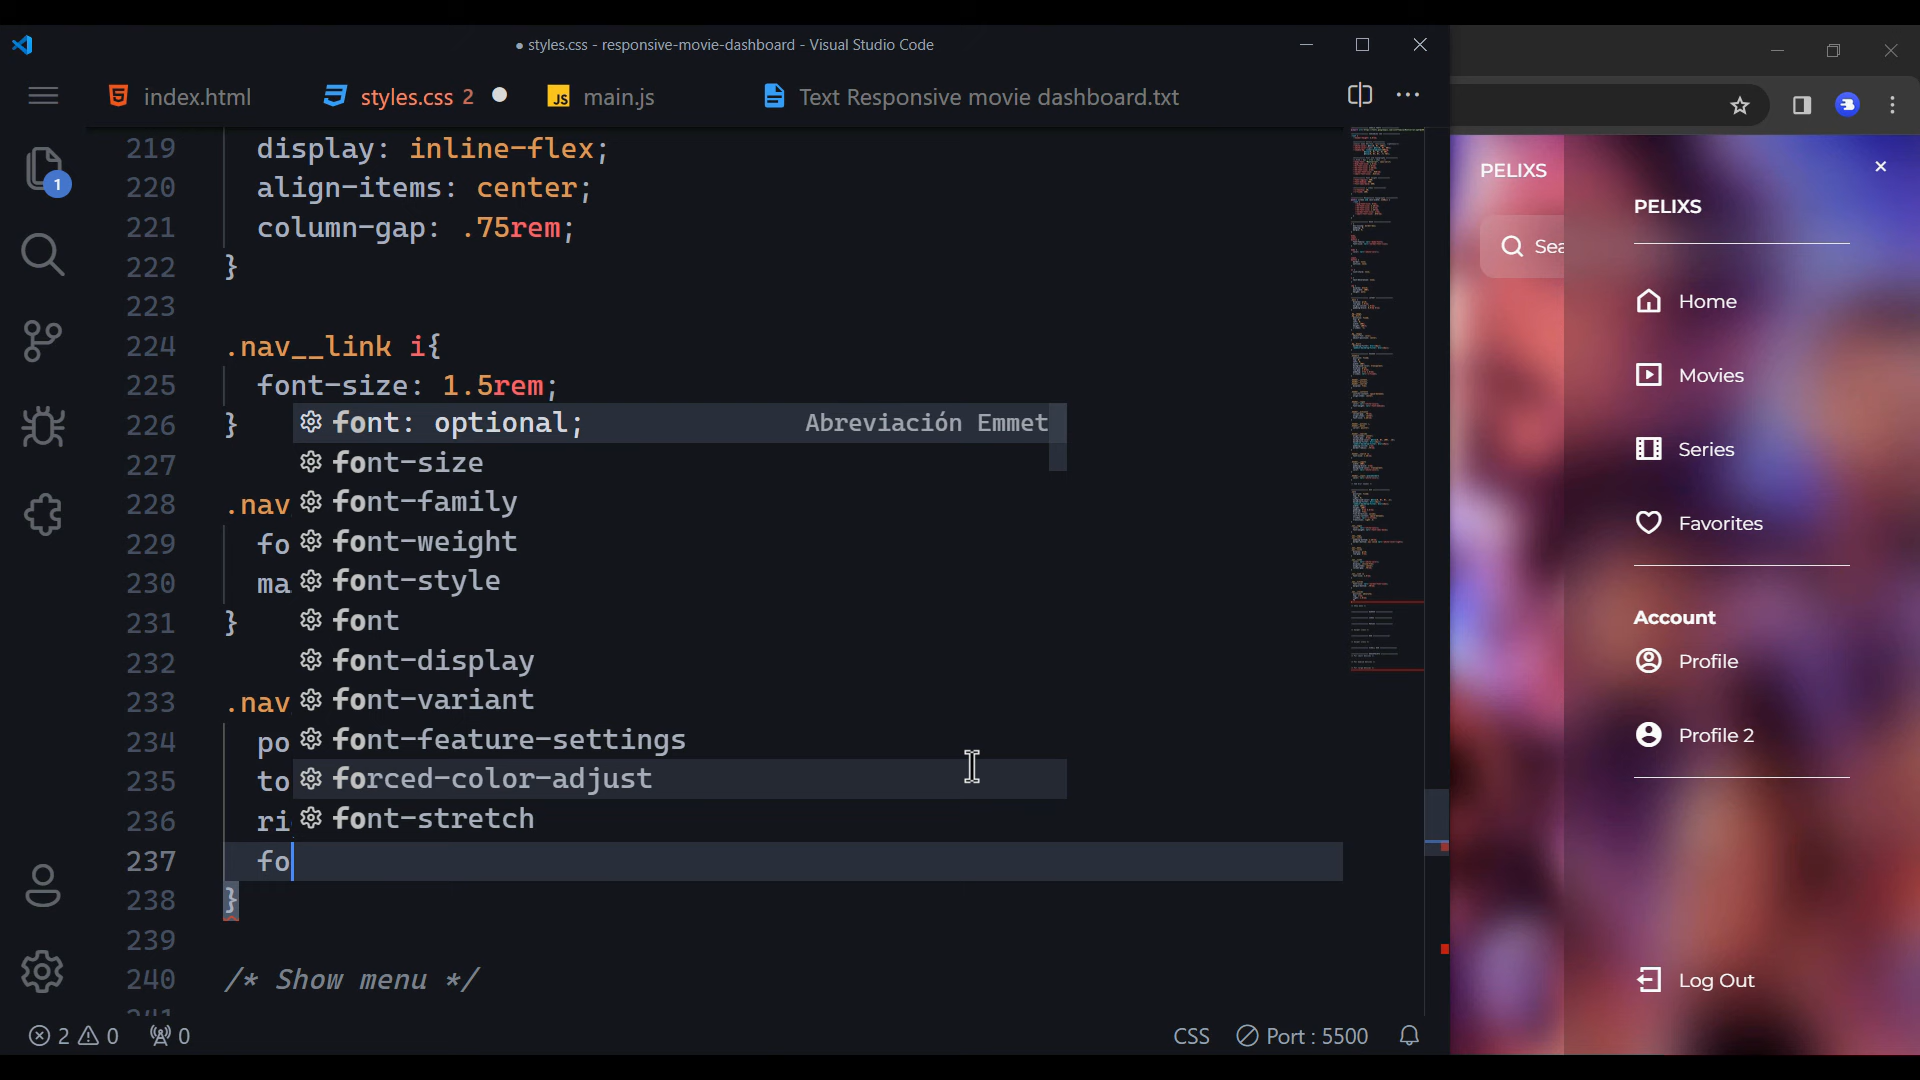 ● styles.css - responsive-movie-dashboard - Visual Studio Code
index.html
styles.css 2
JS main.js
Text Responsive movie dashboard.txt
1
219 display: inline-flex;
220 align-items: center;
221 column-gap: .75rem;
222 }
223
224 .nav__link i{
225 font-size: 1.5rem;
226 }
font: optional; Abreviación Emmet
227
font-size
228 .nav
font-family
229 fo
font-weight
230 ma
font-style
231 }
font
232
font-display
233 .nav
font-variant
234 po
font-feature-settings
235 to
forced-color-adjust
236 ri
font-stretch
237 fo
238 }
239
240 /* Show menu */
2 0 0
CSS Port : 5500
PELIXS
Sea
PELIXS
Home
Movies
Series
Favorites
Account
Profile
Profile 2
Log Out